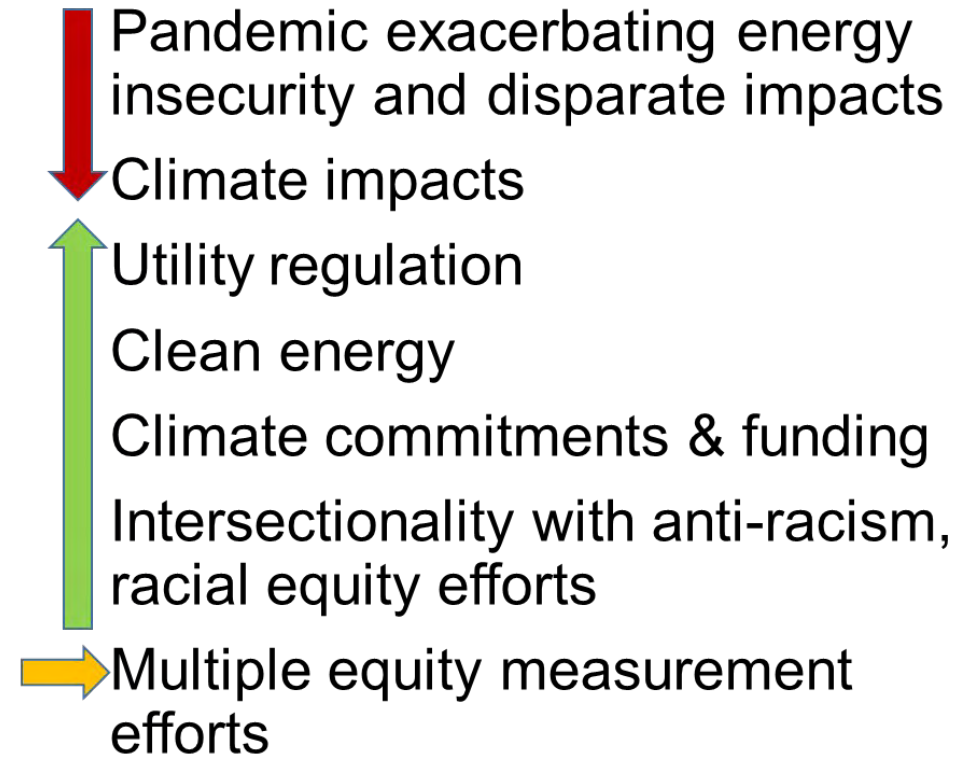 Pandemic exacerbating energy
insecurity and disparate impacts
Climate impacts
Utility regulation
Clean energy
Climate commitments & funding
Intersectionality with anti-racism,
racial equity efforts
Multiple equity measurement
efforts